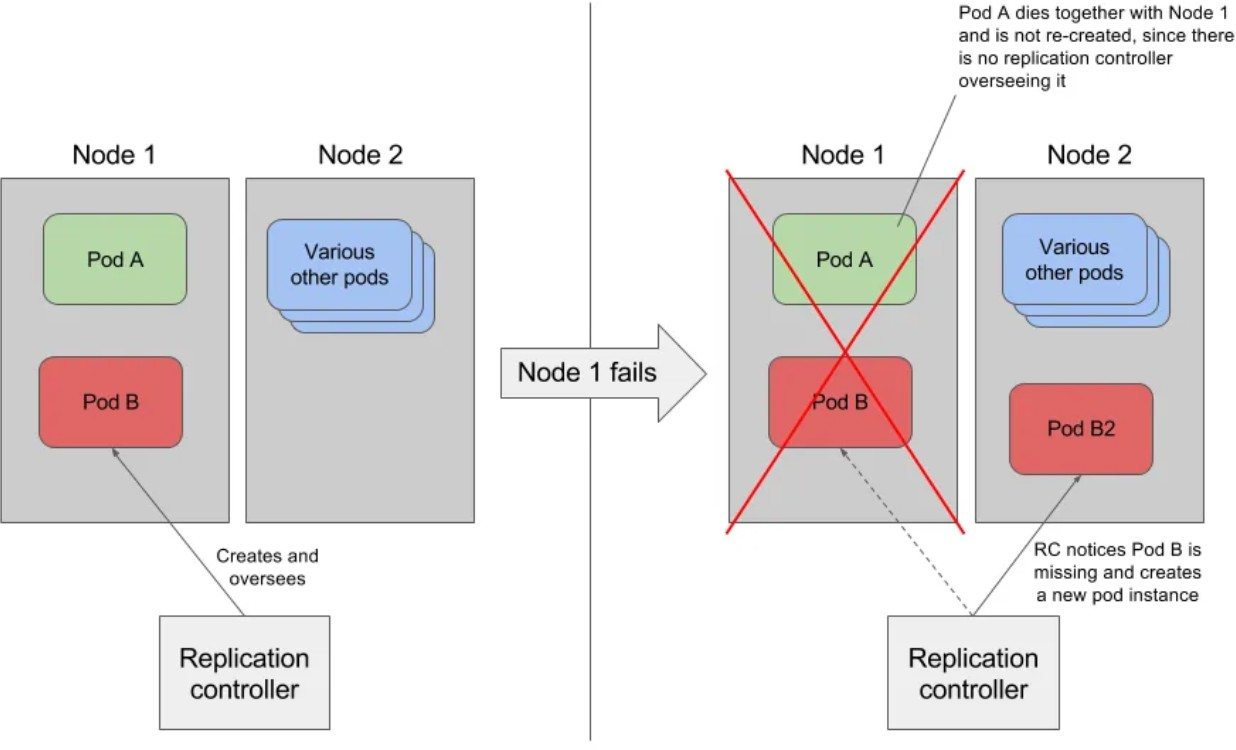 Node 1
Node 2
Pod A
Various
other pods
Pod B
Creates and
oversees
Replication
controller
Node 1 fails
Pod A dies together with Node 1
and is not re-created, since there
is no replication controller
overseeing it
Node 1
Node 2
Pod A
Various
other pods
Pod B
Pod B2
RC notices Pod B is
missing and creates
a new pod instance
Replication
controller